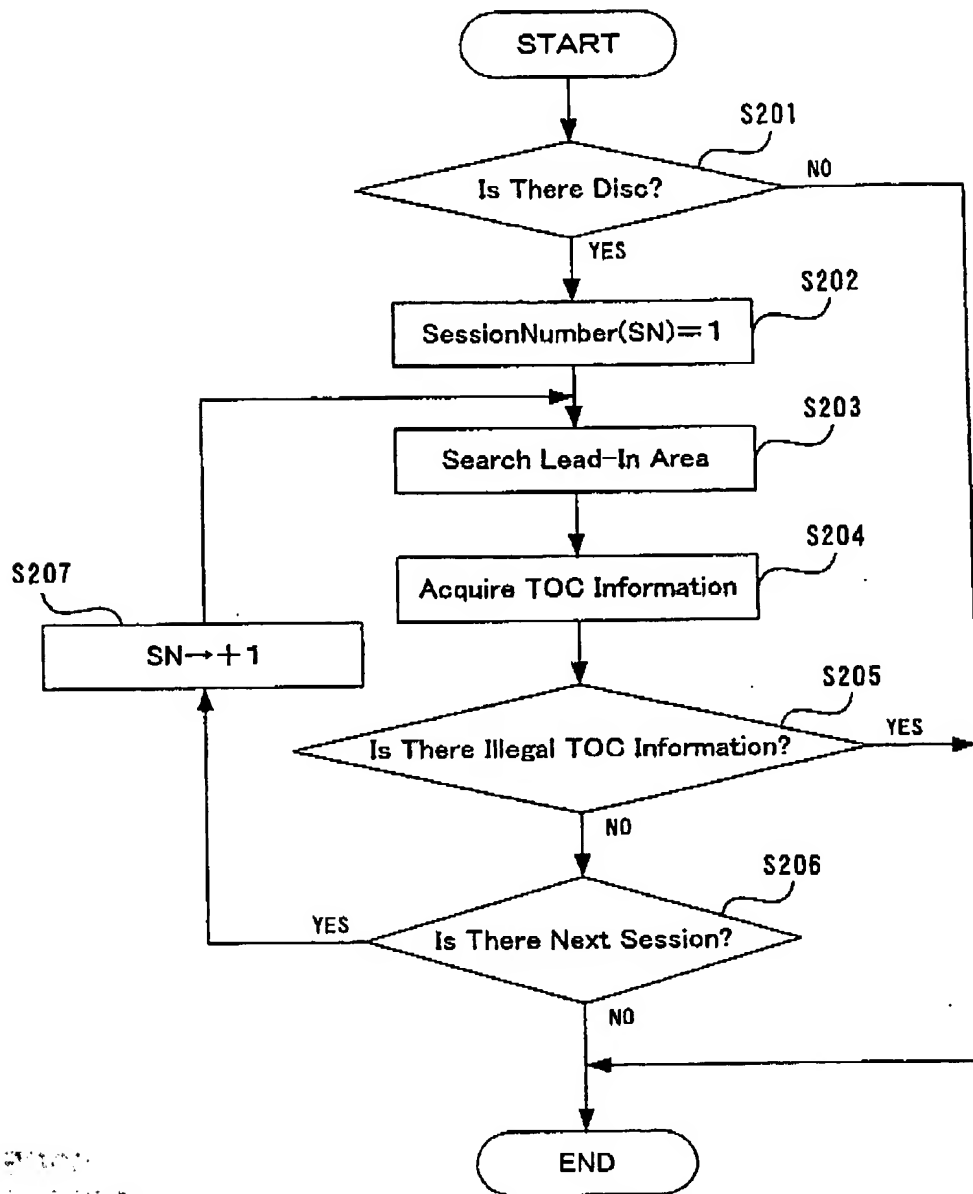 START
S201
Is There Disc?
NO
YES
S202
SessionNumber(SN)=1
S203
Search Lead-In Area
S204
Acquire TOC Information
S207
SN→+1
S205
Is There Illegal TOC Information?
YES
NO
S206
YES
Is There Next Session?
NO
END